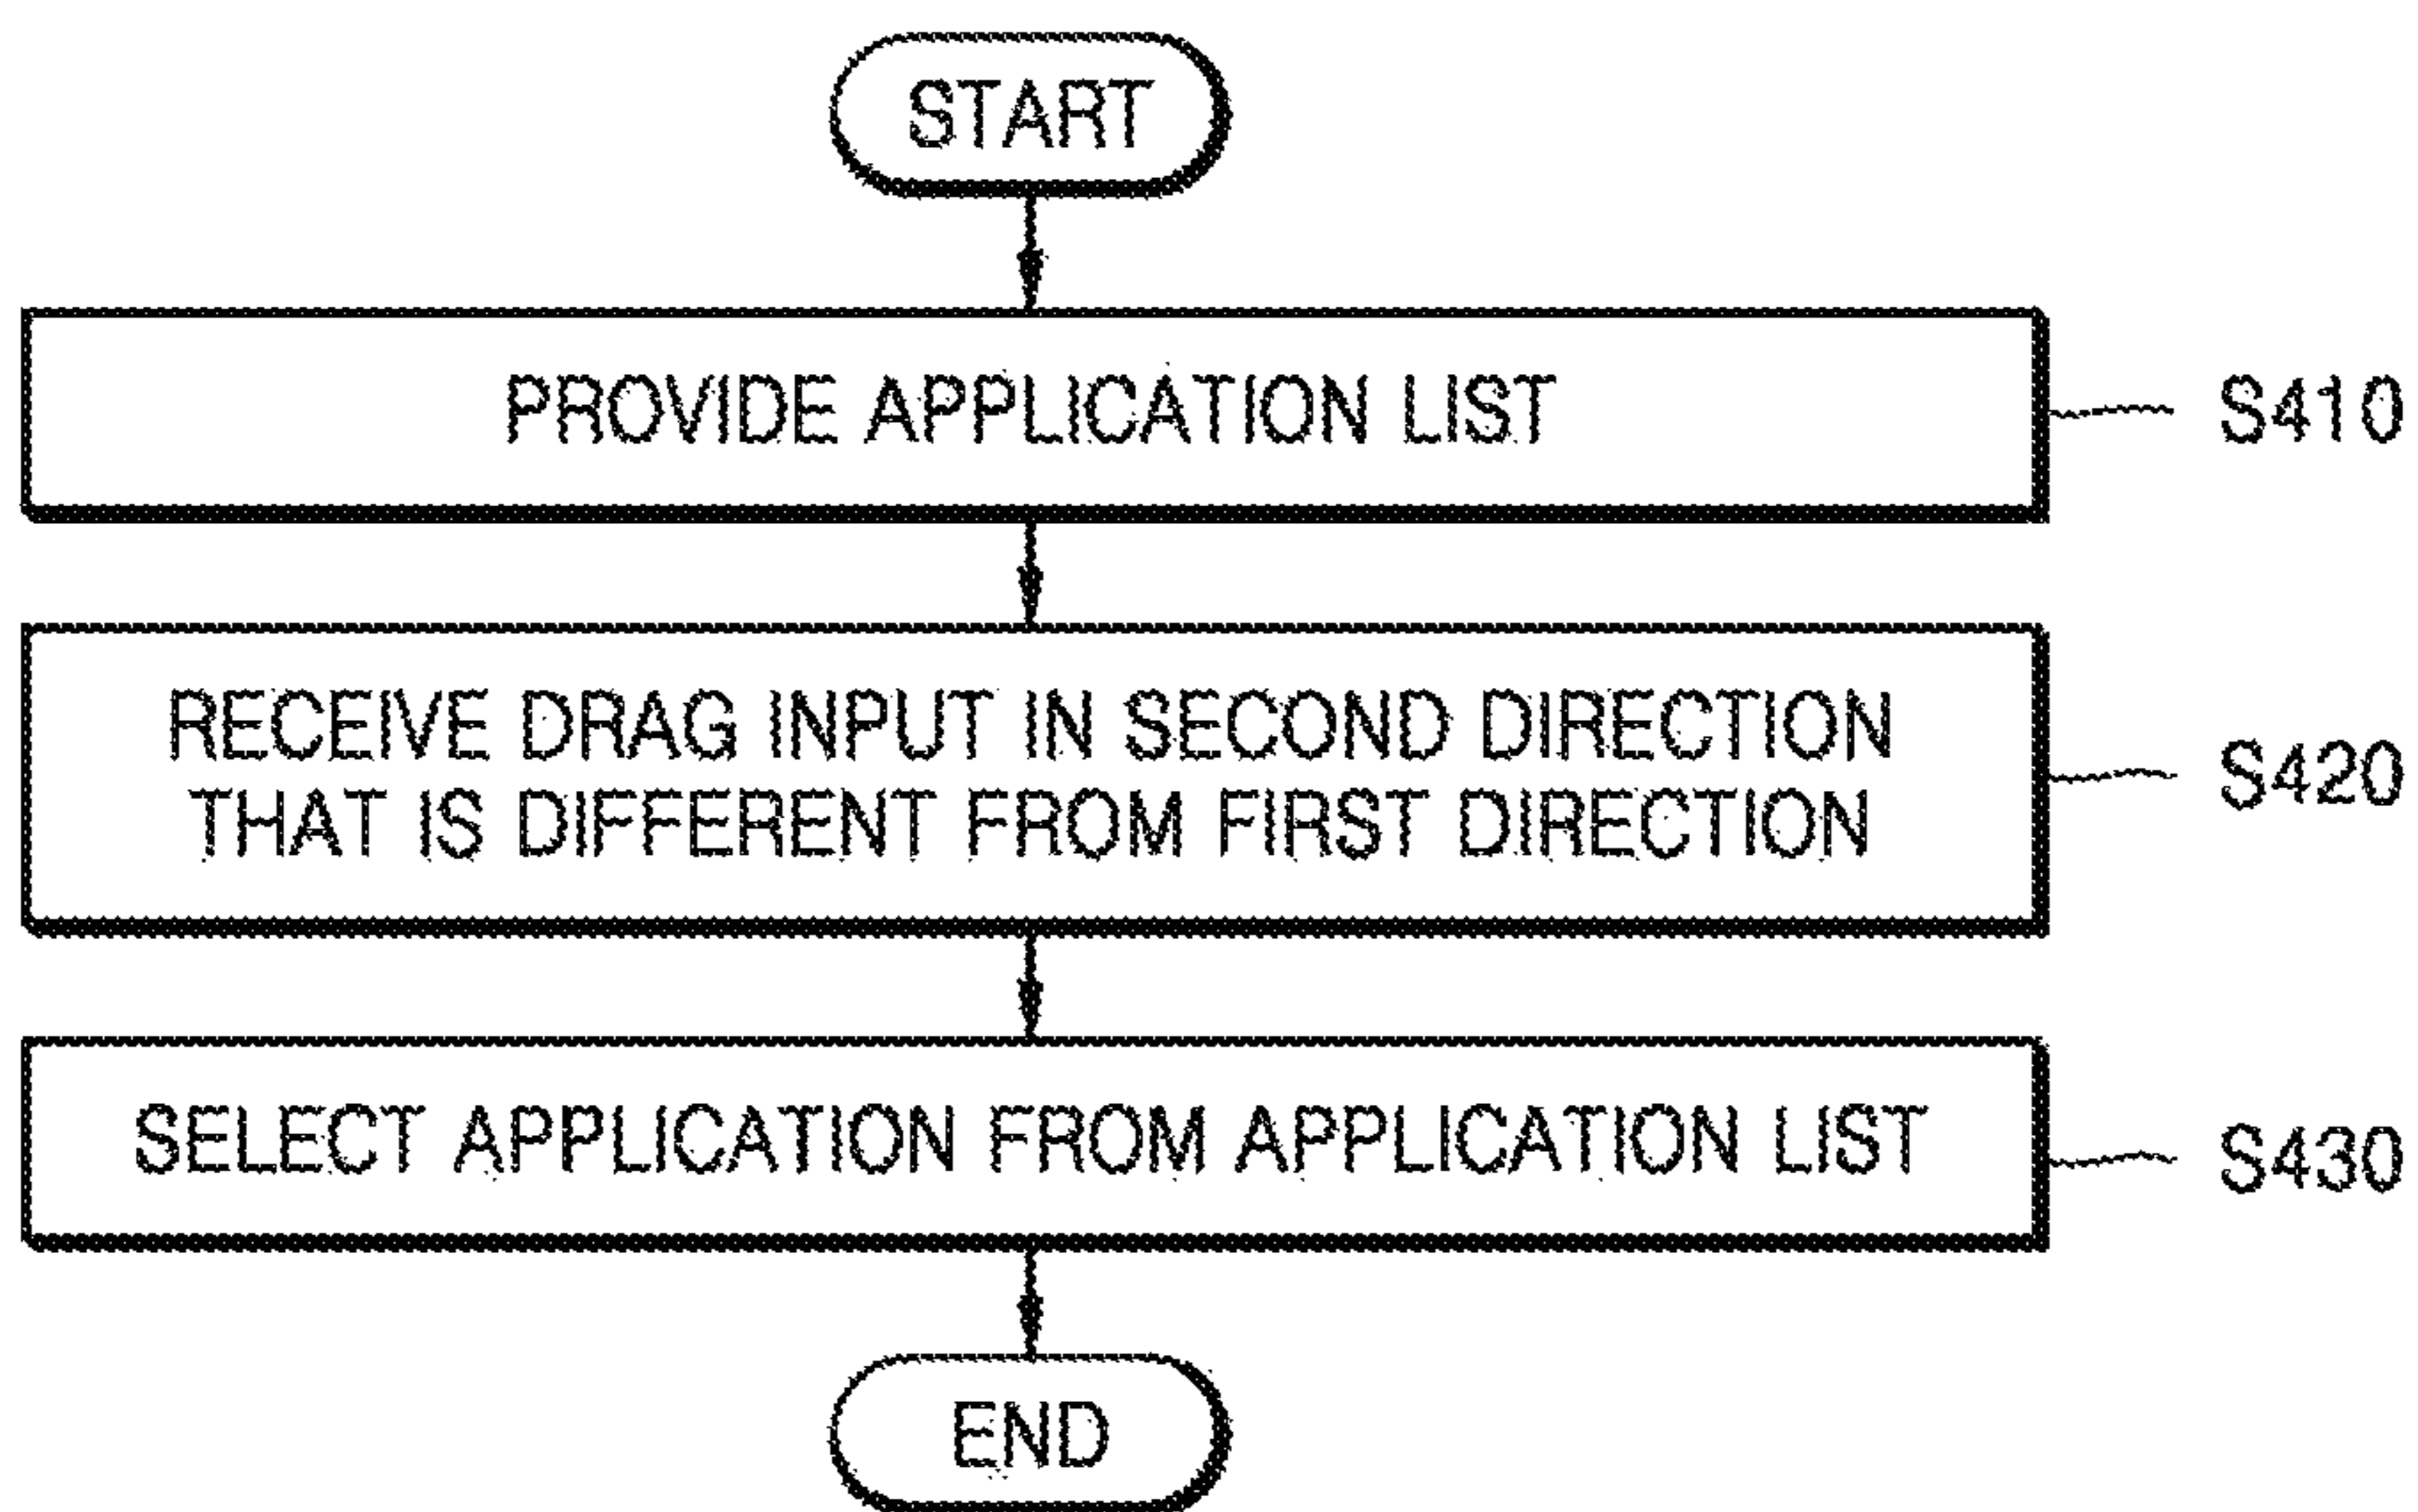 START
PROVIDE APPLICATION LIST
S410
RECEIVE DRAG INPUT IN SECOND DIRECTION
THAT IS DIFFERENT FROM FIRST DIRECTION
S420
SELECT APPLICATION FROM APPLICATION LIST
S430
END